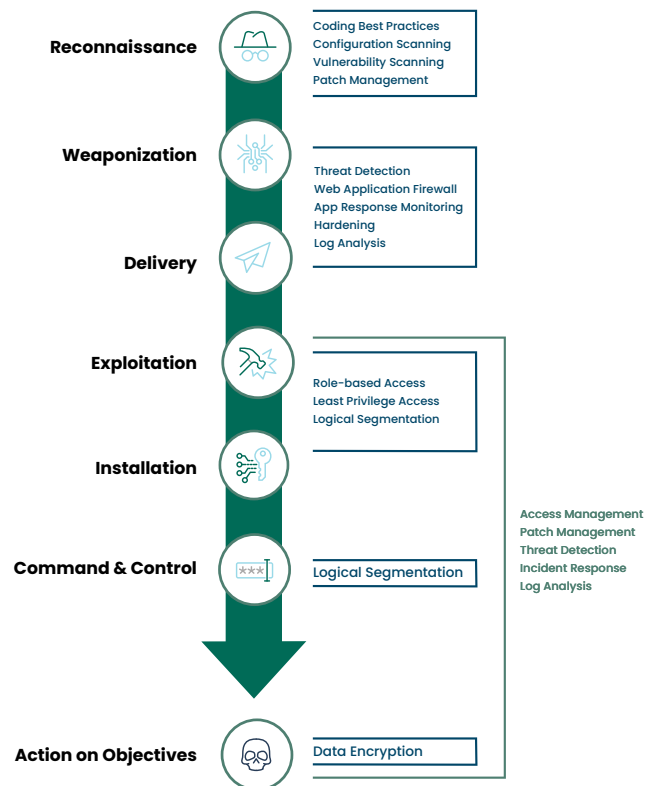 Reconnaissance
Coding Best Practices
Configuration Scanning
Vulnerability Scanning
Patch Management
Weaponization
Threat Detection
Web Application Firewall
App Response Monitoring
Hardening
Log Analysis
Delivery
Exploitation
Role-based Access
Least Privilege Access
Logical Segmentation
Installation
Access Management
Patch Management
Threat Detection
Incident Response
Log Analysis
Command & Control
***
Logical Segmentation
Action on Objectives
Data Encryption